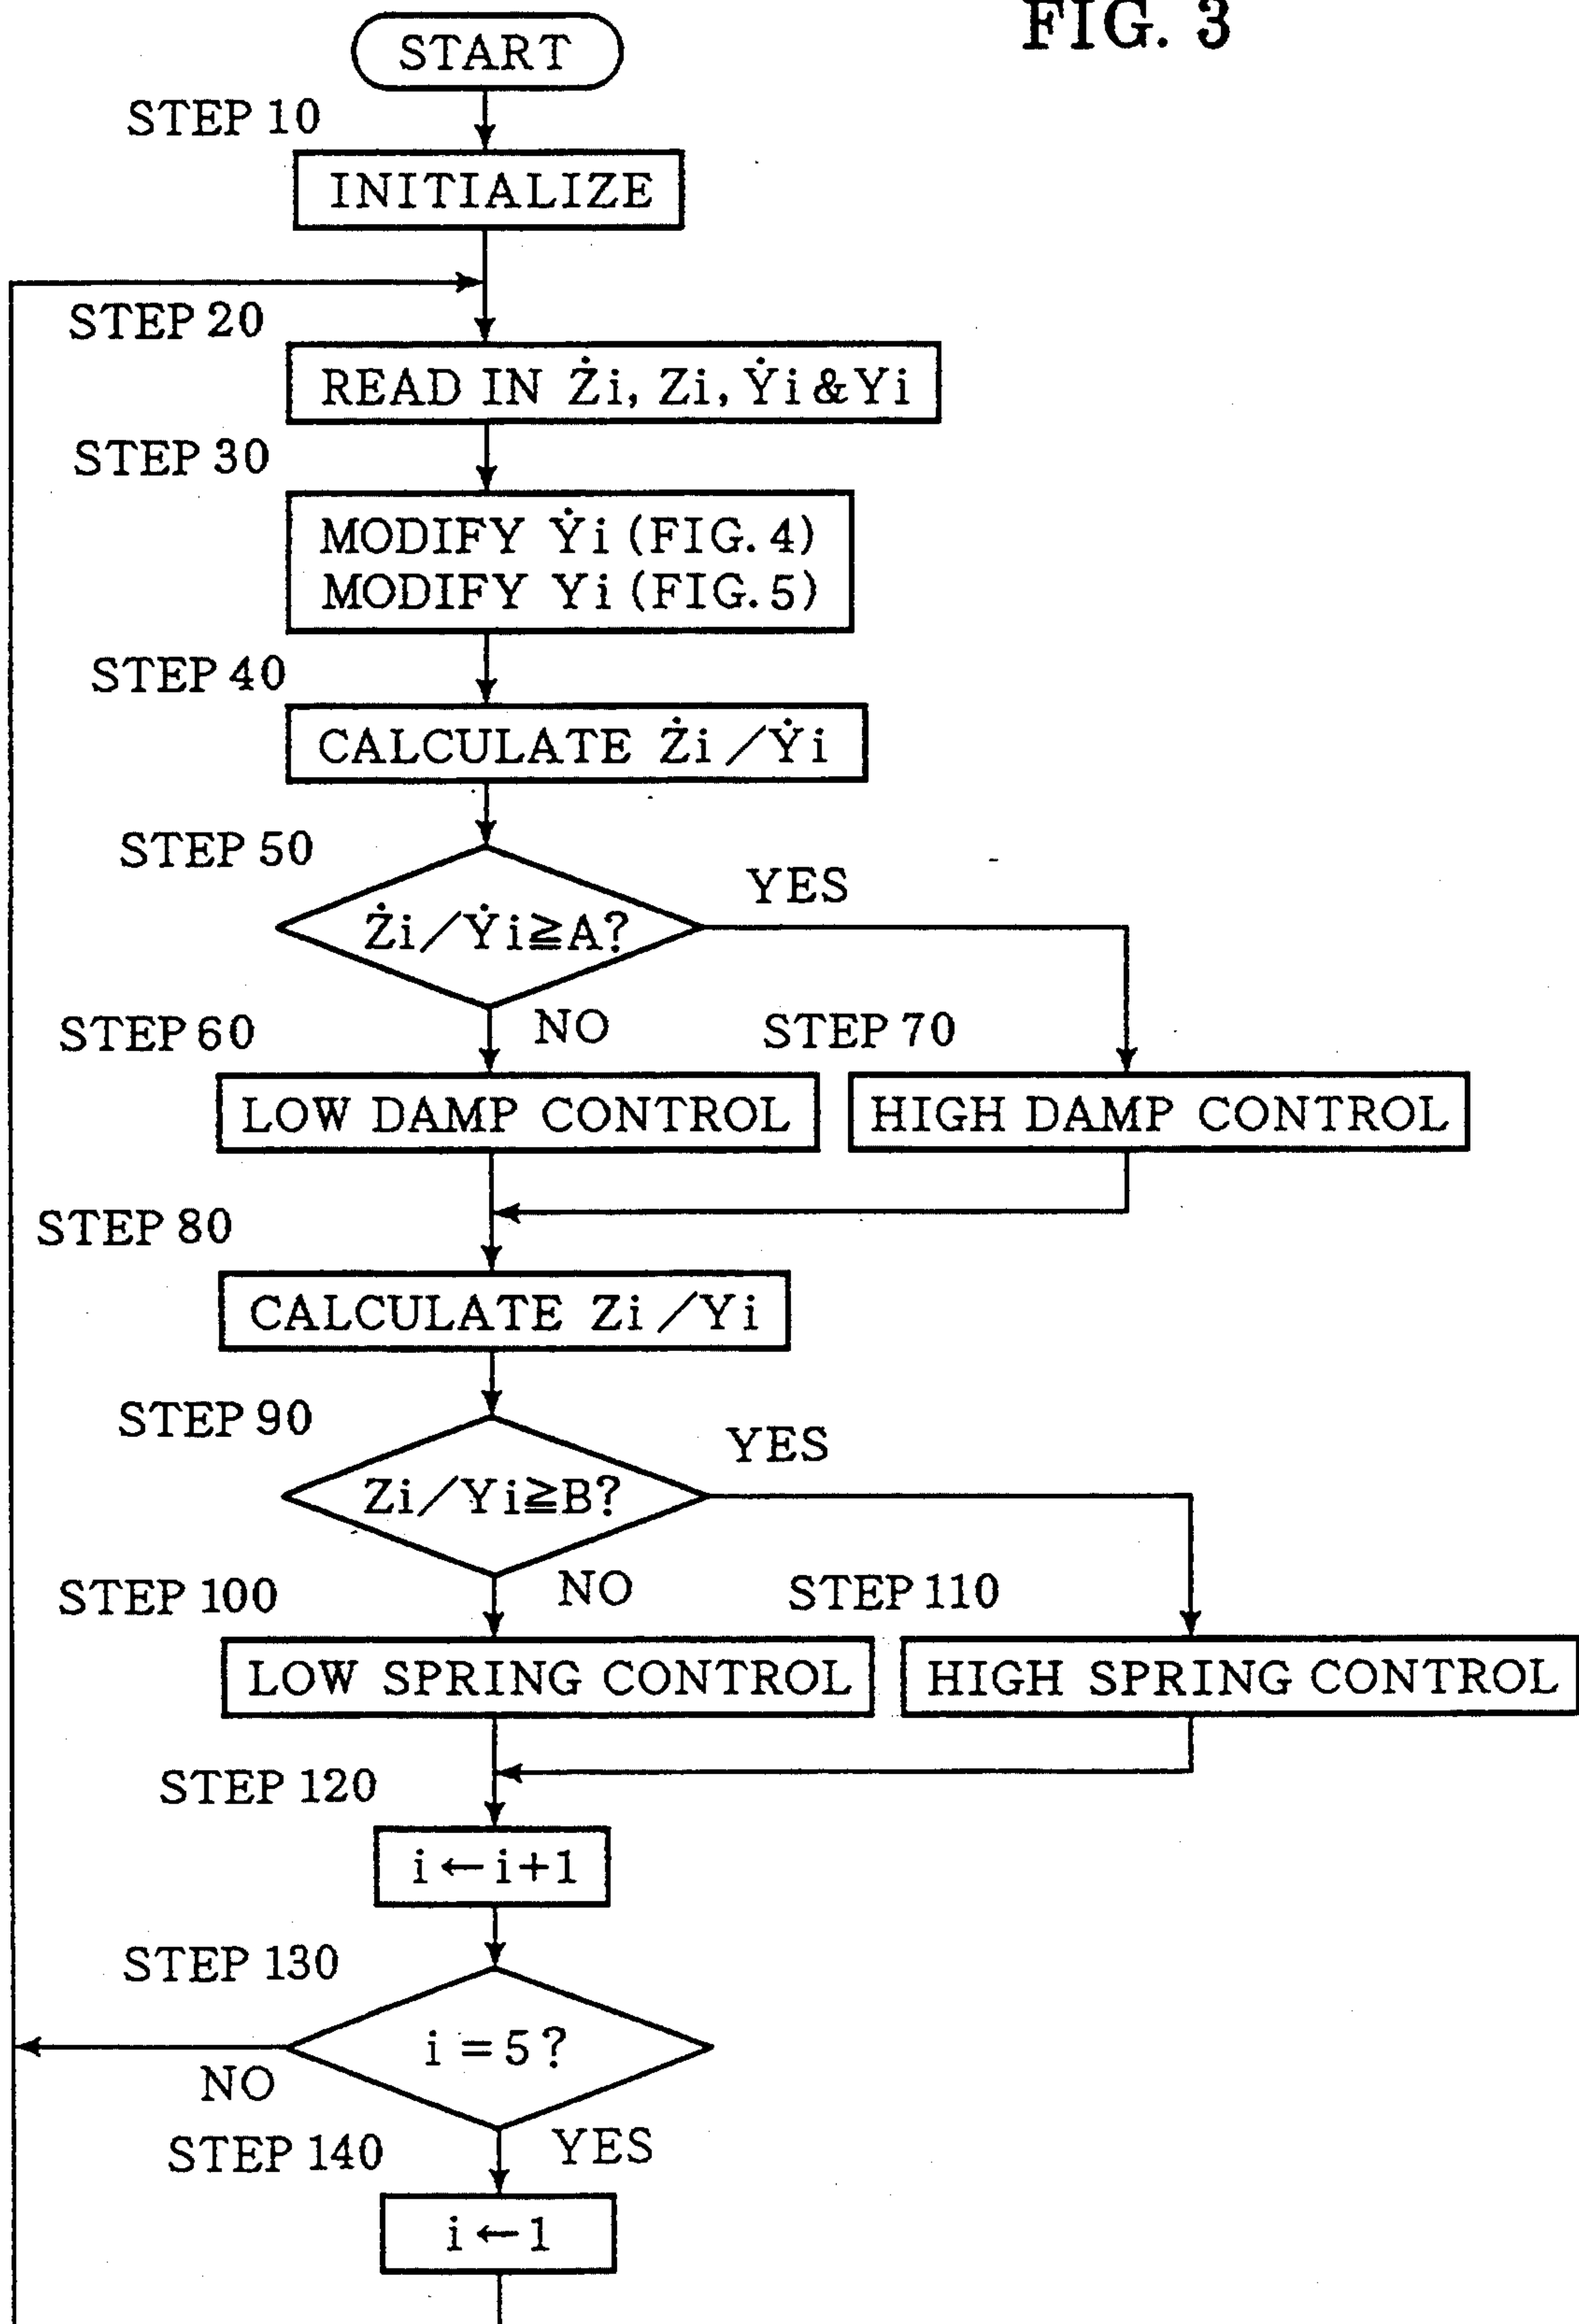 FIG. 3
START
STEP 10
INITIALIZE
STEP 20
READ IN Żi, Zi, Ẏi & Yi
STEP 30
MODIFY Ẏi (FIG. 4)
MODIFY Yi (FIG. 5)
STEP 40
CALCULATE Żi／Ẏi
STEP 50
Żi／Ẏi≧A?
YES
NO
STEP 60
STEP 70
LOW DAMP CONTROL
HIGH DAMP CONTROL
STEP 80
CALCULATE Zi／Yi
STEP 90
Zi／Yi≧B?
YES
NO
STEP 100
STEP 110
LOW SPRING CONTROL
HIGH SPRING CONTROL
STEP 120
i←i+1
STEP 130
i = 5 ?
NO
YES
STEP 140
i←1